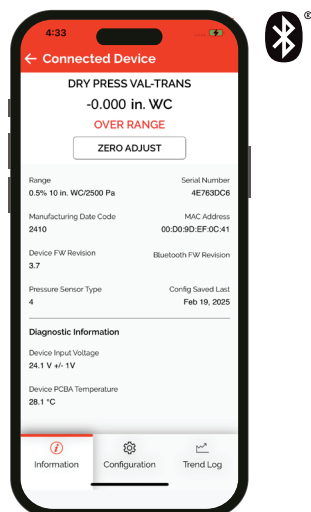 4:33
®
← Connected Device
DRY PRESS VAL-TRANS
-0.000 in. WC
OVER RANGE
ZERO ADJUST
Range Serial Number
0.5% 10 in. WC/2500 Pa 4E763DC6
Manufacturing Date Code MAC Address
2410 00:D0:9D:EF:0C:41
Device FW Revision Bluetooth FW Revision
3.7
Pressure Sensor Type Config Saved Last
4 Feb 19, 2025
Diagnostic Information
Device Input Voltage
24.1 V +/- 1V
Device PCBA Temperature
28.1 °C
Information Configuration Trend Log